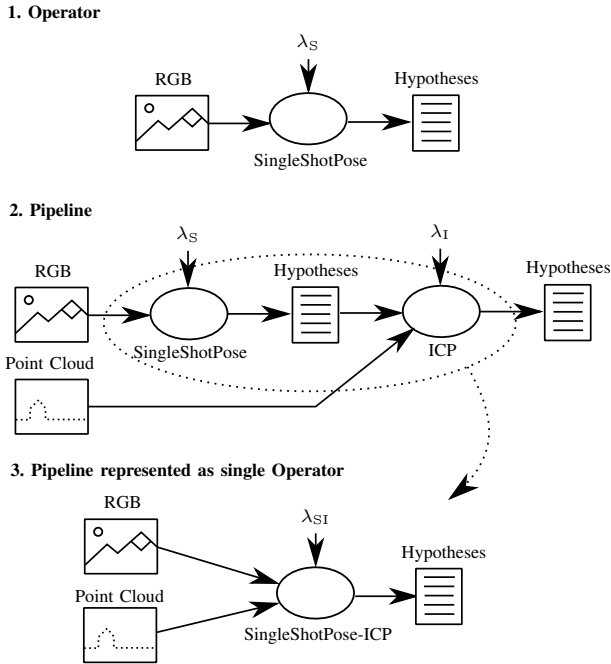 1. Operator
λS
RGB
Hypotheses
SingleShotPose
2. Pipeline
λS
λI
RGB
Hypotheses
Hypotheses
SingleShotPose
ICP
Point Cloud
3. Pipeline represented as single Operator
RGB
λSI
Hypotheses
Point Cloud
SingleShotPose-ICP